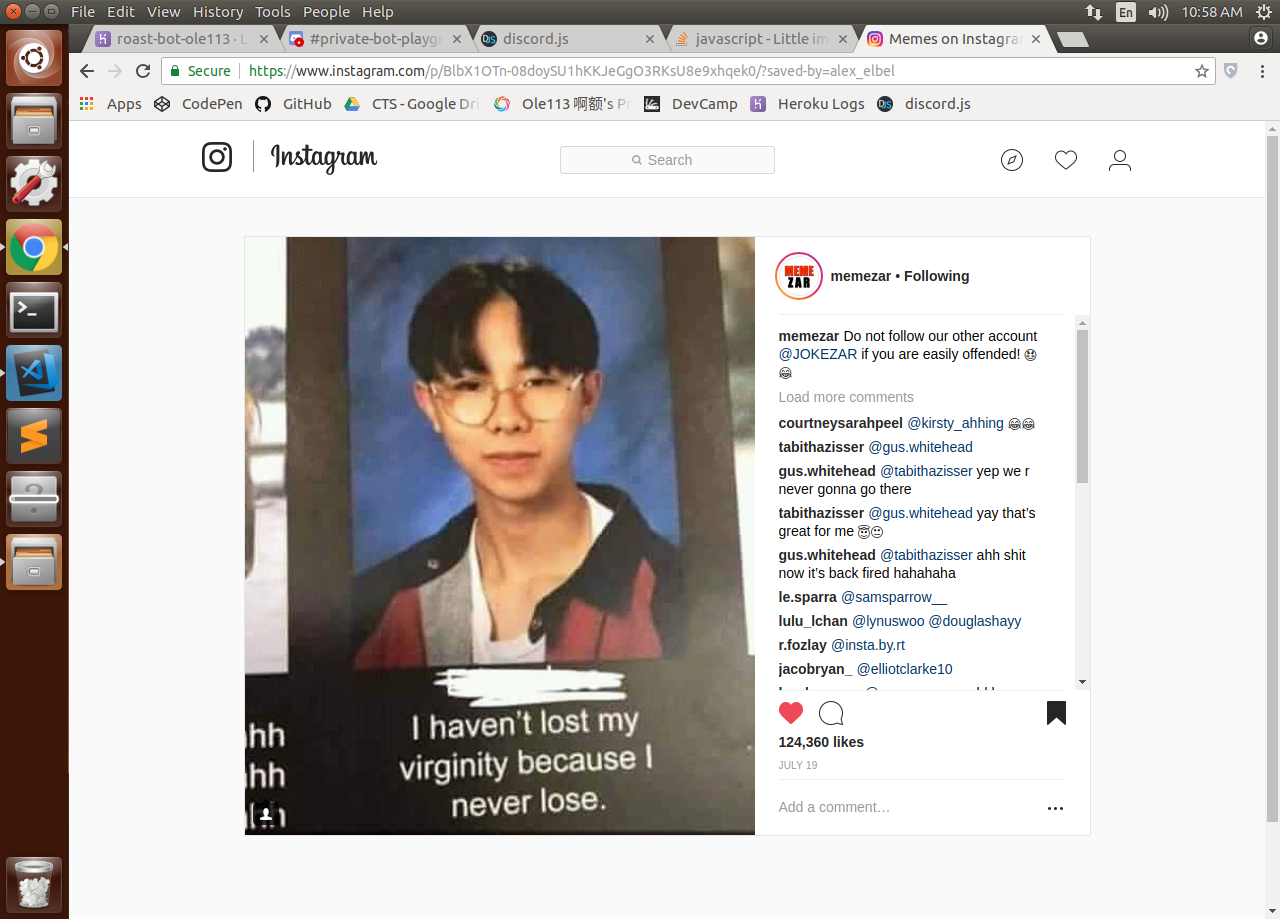 File Edit View History Tools People Help
En 10:58 AM
roast-bot-ole113 · L
#private-bot-playgr
discord.js
javascript - Little im
Memes on Instagra
Secure https://www.instagram.com/p/BlbX1OTn-08doySU1hKKJeGgO3RKsU8e9xhqek0/?saved-by=alex_elbel
Apps CodePen GitHub CTS - Google Dri Ole113 啊额's Pr DevCamp Heroku Logs discord.js
Instagram
Search
MEME
ZAR
memezar • Following
memezar Do not follow our other account
@JOKEZAR if you are easily offended! 😓
😂
Load more comments
courtneysarahpeel @kirsty_ahhing 😂😂
tabithazisser @gus.whitehead
gus.whitehead @tabithazisser yep we r
never gonna go there
tabithazisser @gus.whitehead yay that’s
great for me 😇😐
gus.whitehead @tabithazisser ahh shit
now it’s back fired hahahaha
le.sparra @samsparrow__
lulu_lchan @lynuswoo @douglashayy
r.fozlay @insta.by.rt
jacobryan_ @elliotclarke10
124,360 likes
JULY 19
Add a comment…
hh
hh
I haven't lost my
virginity because I
never lose.